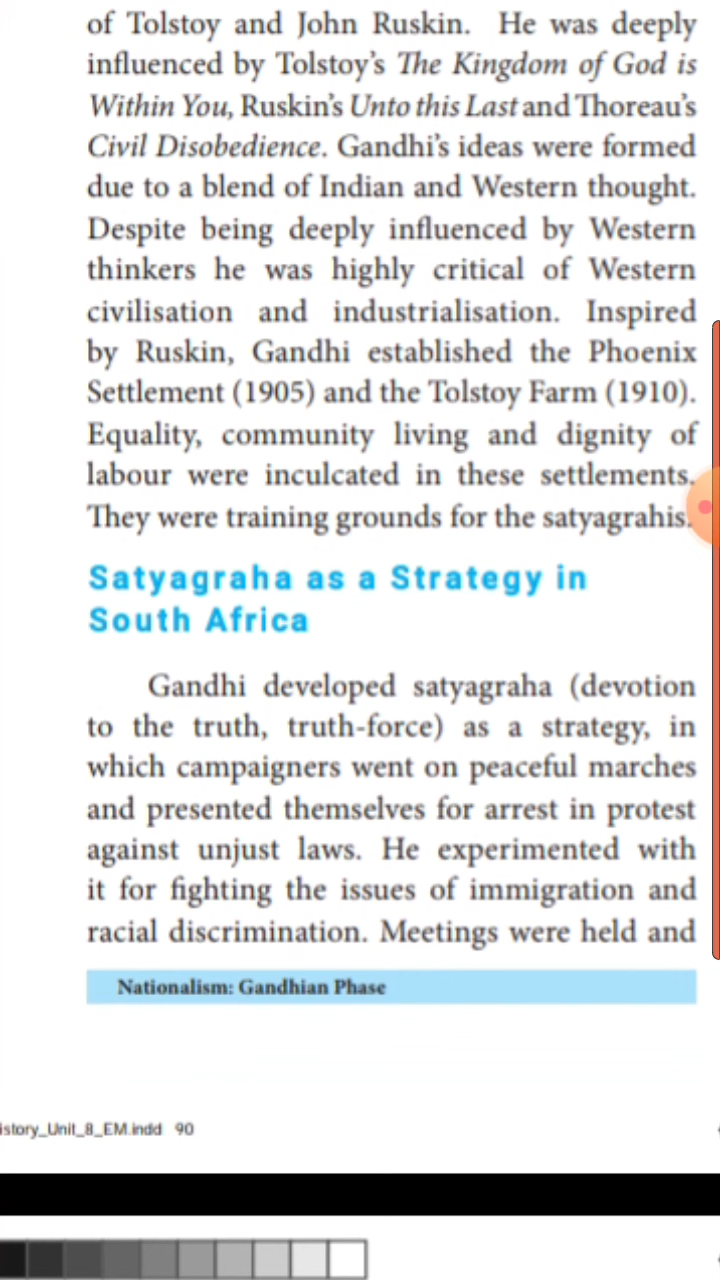 of Tolstoy and John Ruskin. He was deeply
influenced by Tolstoy's The Kingdom of God is
Within You, Ruskin's Unto this Last and Thoreau's
Civil Disobedience. Gandhi's ideas were formed
due to a blend of Indian and Western thought.
Despite being deeply influenced by Western
thinkers he was highly critical of Western
civilisation and industrialisation. Inspired
by Ruskin, Gandhi established the Phoenix
Settlement (1905) and the Tolstoy Farm (1910).
Equality, community living and dignity of
labour were inculcated in these settlements.
They were training grounds for the satyagrahis.
Satyagraha as a Strategy in
South Africa
Gandhi developed satyagraha (devotion
to the truth, truth-force) as a strategy, in
which campaigners went on peaceful marches
and presented themselves for arrest in protest
against unjust laws. He experimented with
it for fighting the issues of immigration and
racial discrimination. Meetings were held and
Nationalism: Gandhian Phase
istory_Unit_8_EM.indd 90